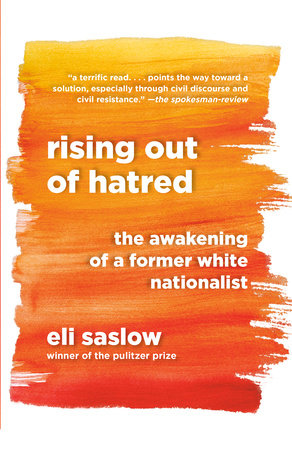 “a terrific read. . . . points the way toward a
solution, especially through civil discourse and
civil resistance.” —the spokesman-review
rising out
of hatred
the awakening
of a former white
nationalist
eli saslow
winner of the pulitzer prize